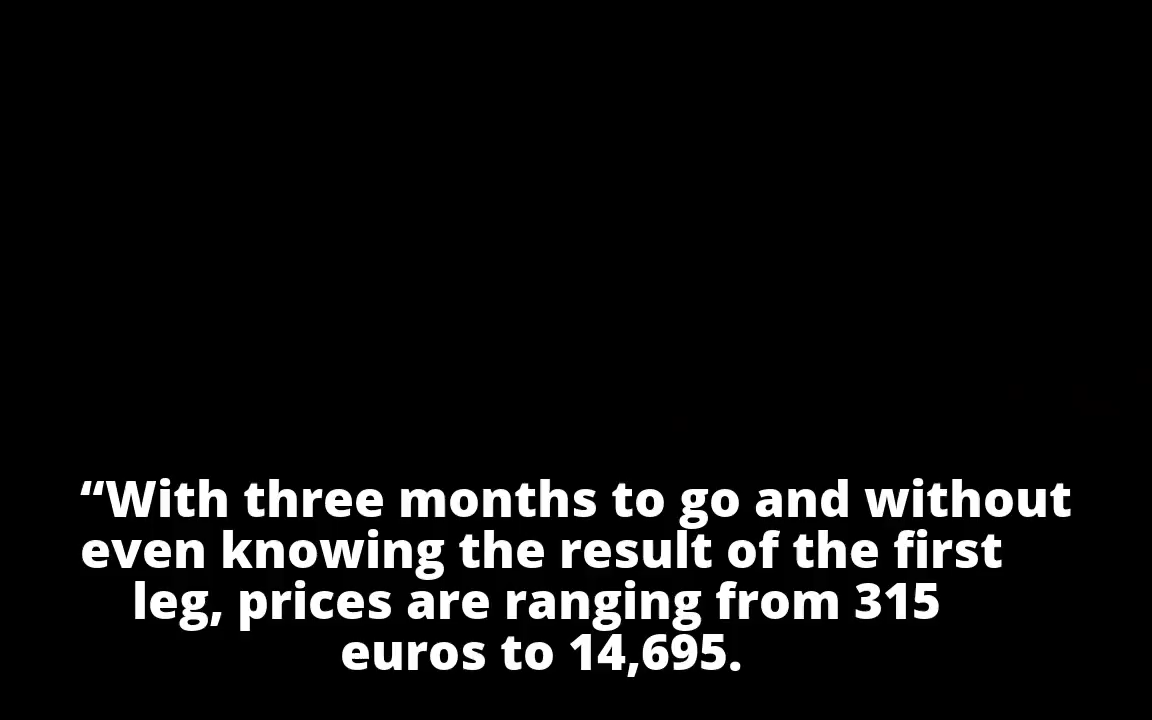 “With three months to go and without
even knowing the result of the first
leg, prices are ranging from 315
euros to 14,695.